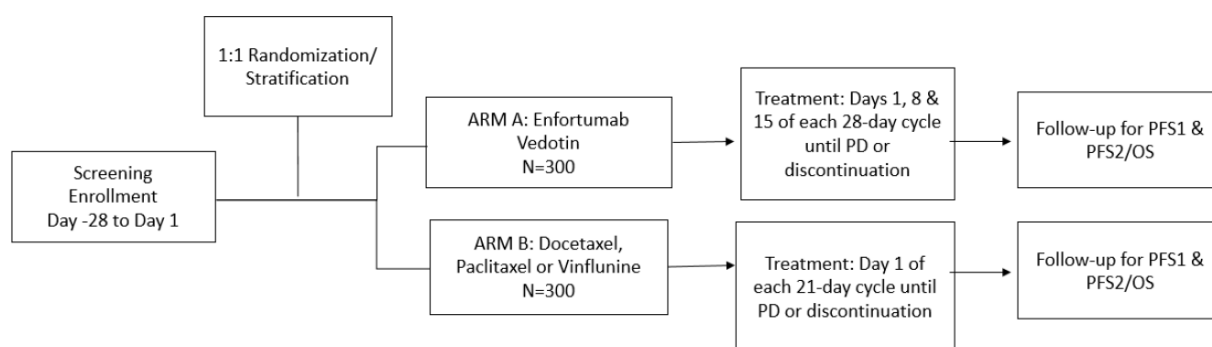 1:1 Randomization/
Stratification
Screening
Enrollment
Day -28 to Day 1
ARM A: Enfortumab
Vedotin
N=300
Treatment: Days 1, 8 &
15 of each 28-day cycle
until PD or
discontinuation
Follow-up for PFS1 &
PFS2/OS
ARM B: Docetaxel,
Paclitaxel or Vinflunine
N=300
Treatment: Day 1 of
each 21-day cycle until
PD or discontinuation
Follow-up for PFS1 &
PFS2/OS